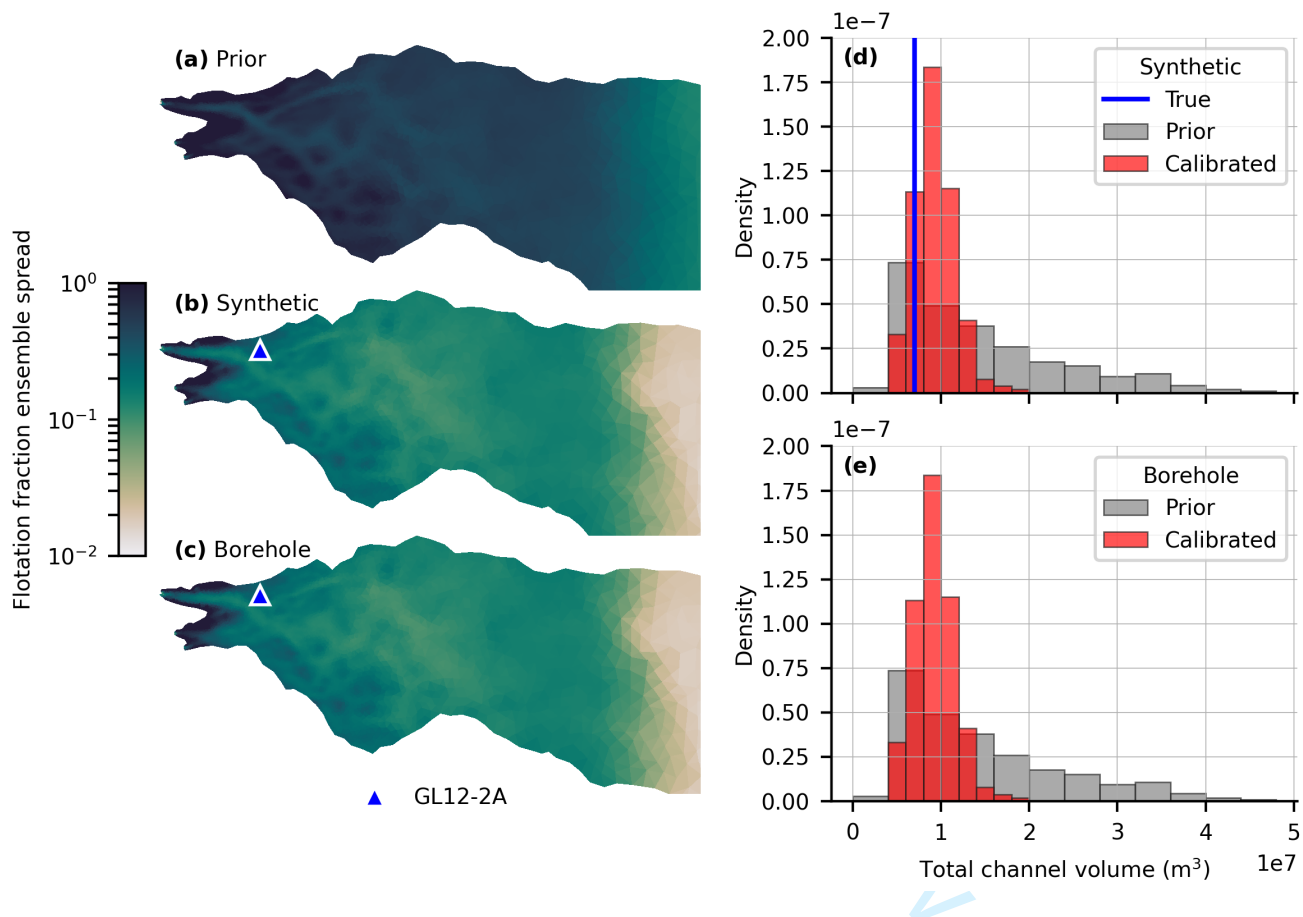 (a) Prior
(b) Synthetic
(c) Borehole
GL12-2A
Flotation fraction ensemble spread
10⁰
10⁻¹
10⁻²
1e−7
(d)
Synthetic
True
Prior
Calibrated
Density
2.00
1.75
1.50
1.25
1.00
0.75
0.50
0.25
0.00
1e−7
(e)
Borehole
Prior
Calibrated
Density
2.00
1.75
1.50
1.25
1.00
0.75
0.50
0.25
0.00
0 1 2 3 4 5
Total channel volume (m³)
1e7